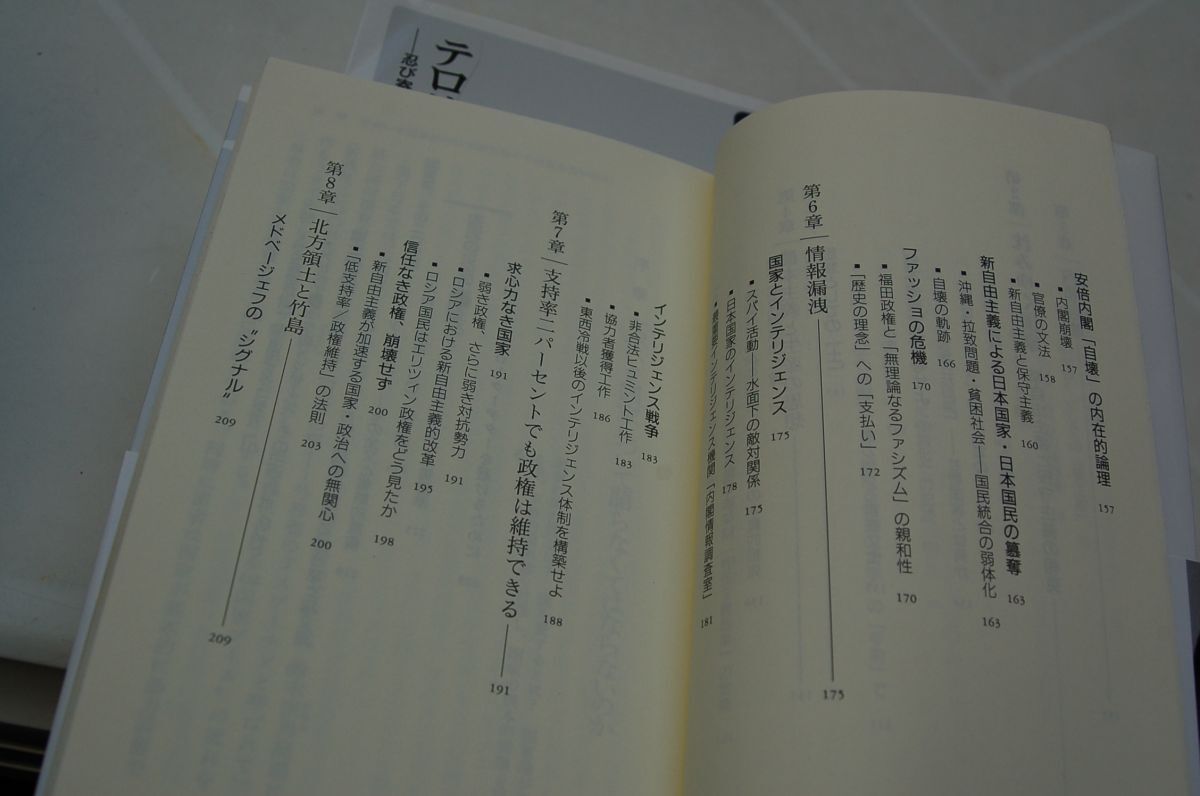 安倍内閣「自壊」の内在的論理 157
■内閣崩壊 157
■官僚の文法 158
■新自由主義と保守主義 160
新自由主義による日本国家・日本国民の簒奪 163
■沖縄・拉致問題・貧困社会――国民統合の弱体化 163
■自壊の軌跡 166
ファッショの危機 170
■福田政権と「無理論なるファシズム」の親和性 170
■「歴史の理念」への「支払い」 172
第6章 情報漏洩 175
国家とインテリジェンス 175
■スパイ活動――水面下の敵対関係 175
■日本国家のインテリジェンス 178
■最重要インテリジェンス機関「内閣情報調査室」 181
インテリジェンス戦争 183
■非合法ヒュミント工作 183
■協力者獲得工作 186
■東西冷戦以後のインテリジェンス体制を構築せよ 188
第7章 支持率二パーセントでも政権は維持できる 191
求心力なき国家 191
■弱き政権、さらに弱き対抗勢力 191
■ロシアにおける新自由主義的改革 195
■ロシア国民はエリツィン政権をどう見たか 198
信任なき政権、崩壊せず 200
■新自由主義が加速する国家・政治への無関心 200
■「低支持率/政権維持」の法則 203
第8章 北方領土と竹島 209
メドベージェフの〝シグナル〟 209
テロ
――忍び寄